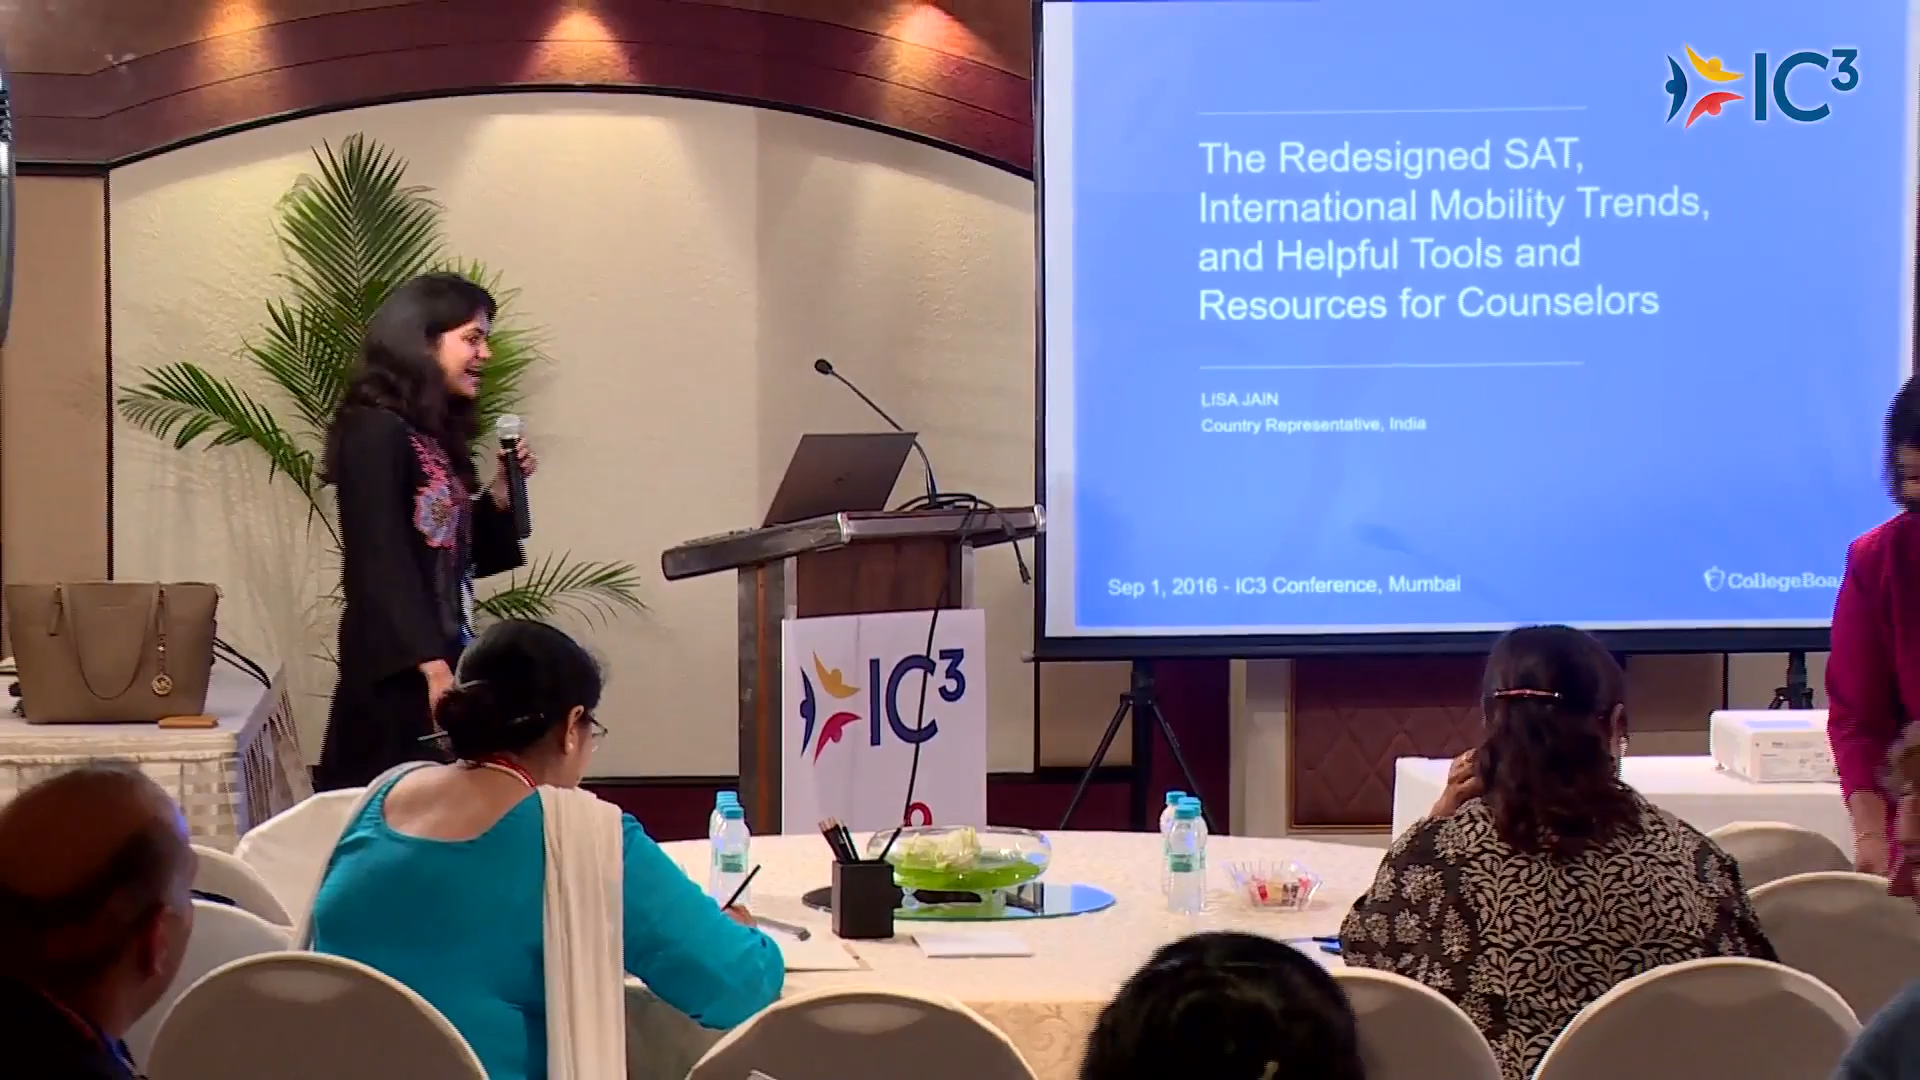 IC³
The Redesigned SAT,
International Mobility Trends,
and Helpful Tools and
Resources for Counselors
LISA JAIN
Country Representative, India
Sep 1, 2016 - IC3 Conference, Mumbai
CollegeBoa
IC³